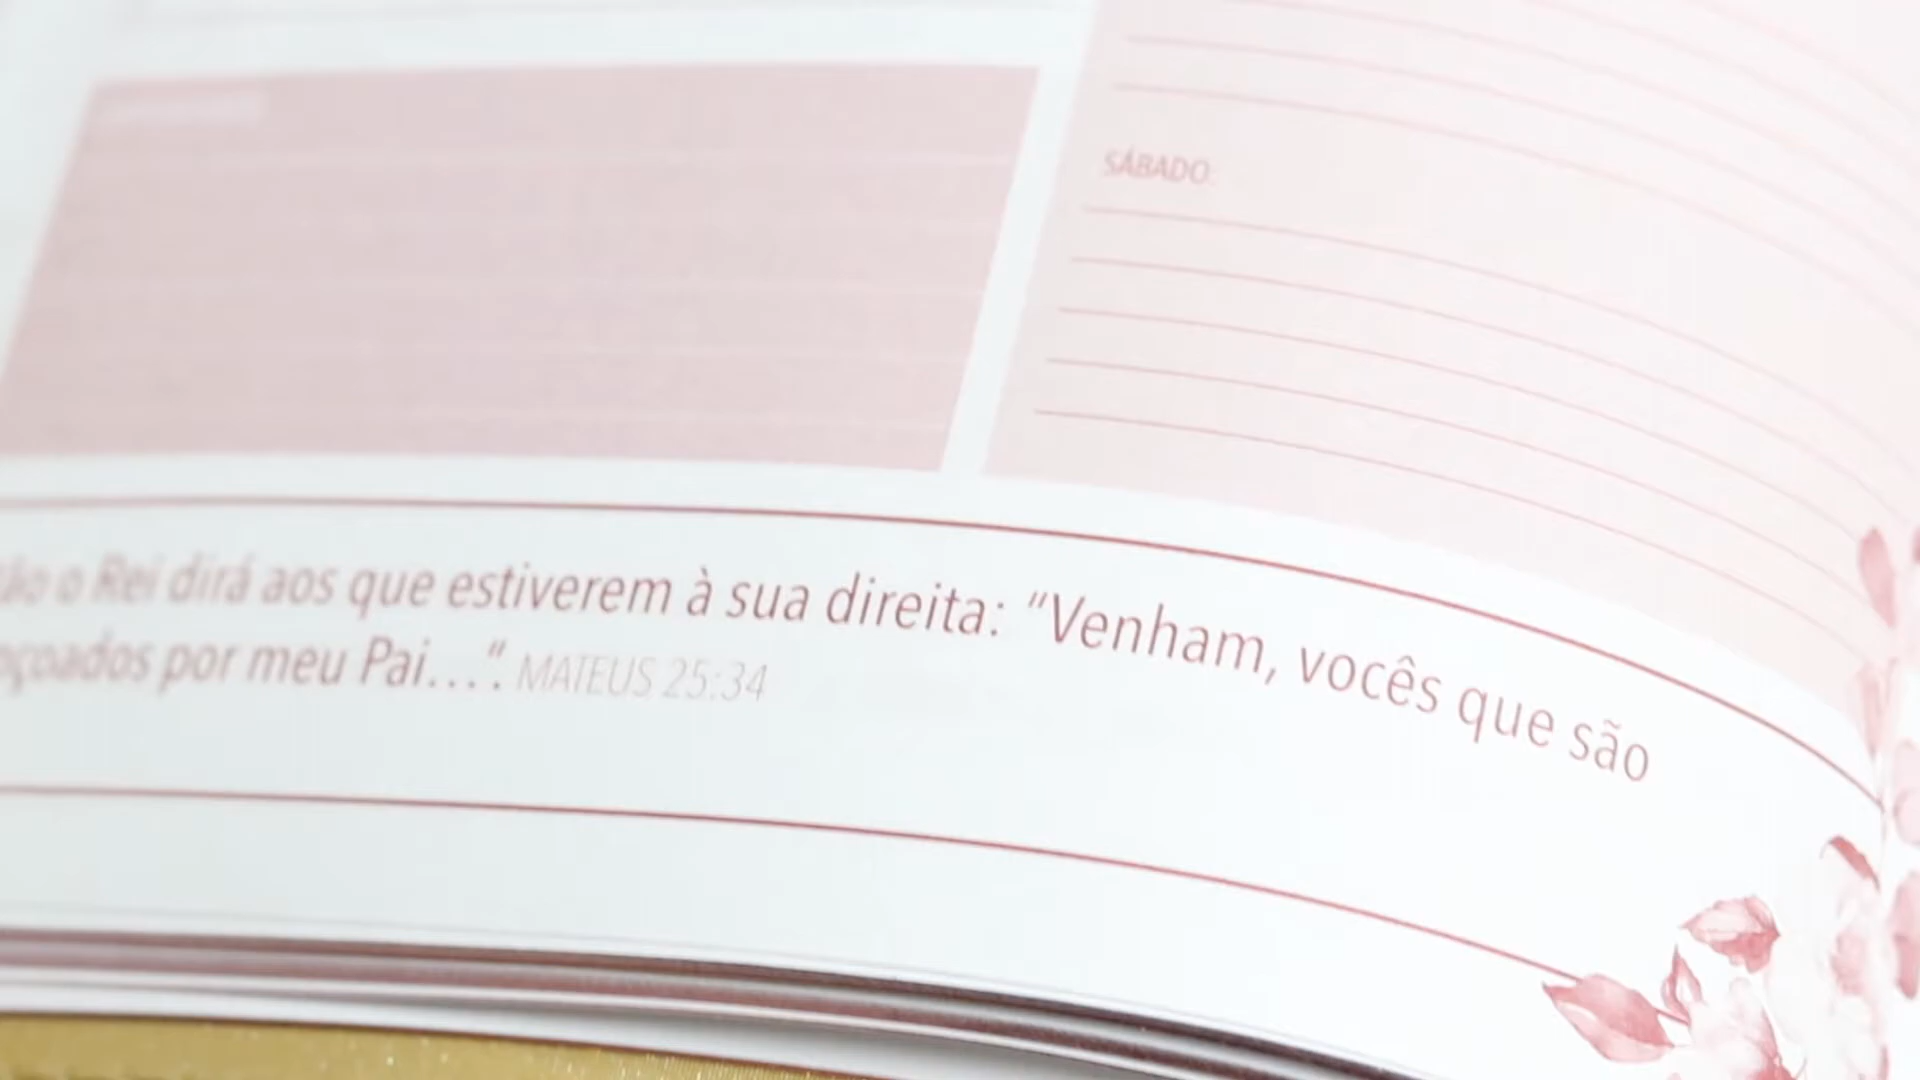 SÁBADO:
o Rei dirá aos que estiverem à sua direita: “Venham, vocês que são
por meu Pai…“. MATEUS 25:34